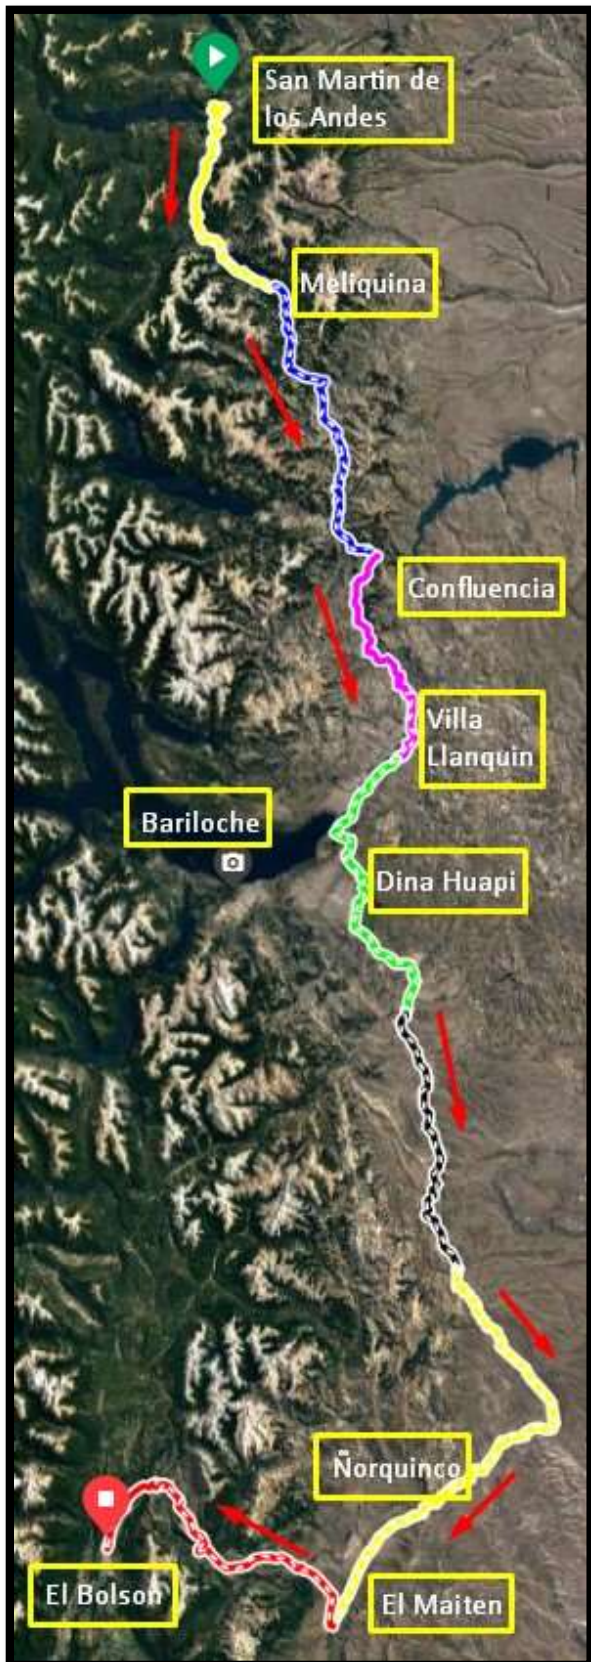 San Martin de
los Andes
Meliquina
Confluencia
Villa
Llanquin
Bariloche
Dina Huapi
Ñorquinco
El Bolson
El Maiten